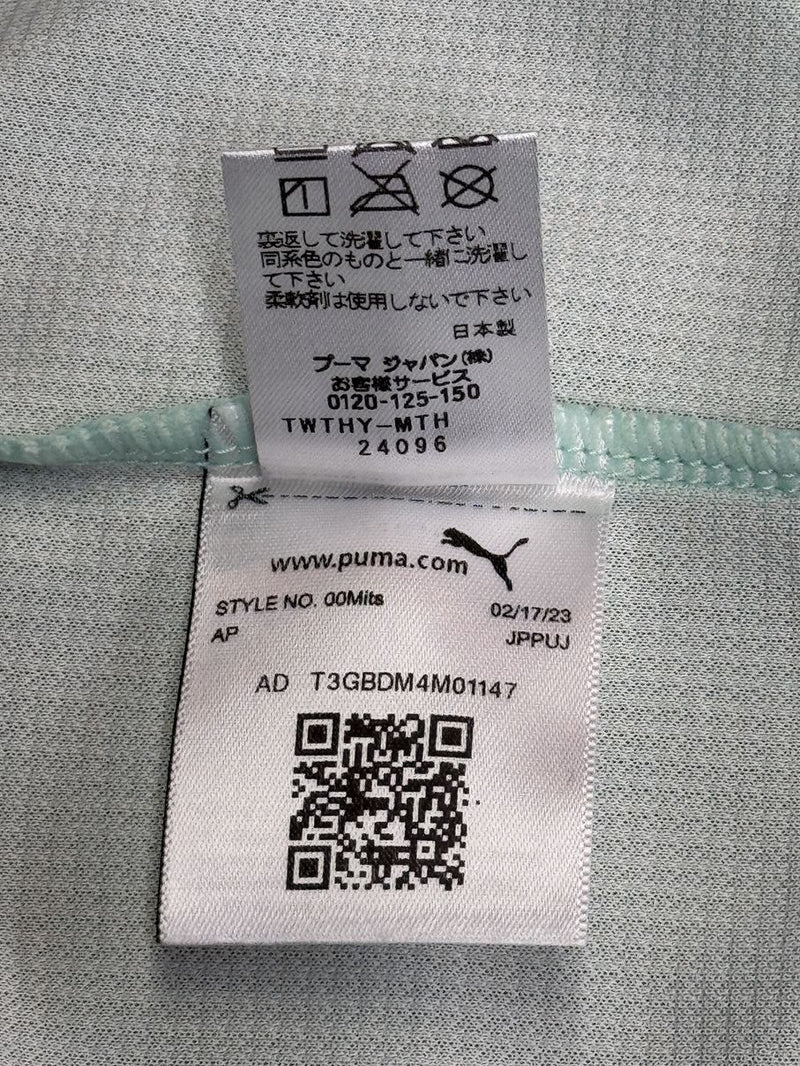 裏返して洗濯して下さい
同系色のものと一緒に洗濯し
て下さい
柔軟剤は使用しないで下さい
日本製
プーマ ジャパン(株)
お客様サービス
0120-125-150
TWTHY-MTH
24096
www.puma.com
STYLE NO. 00Mits 02/17/23
AP JPPUJ
AD T3GBDM4M01147